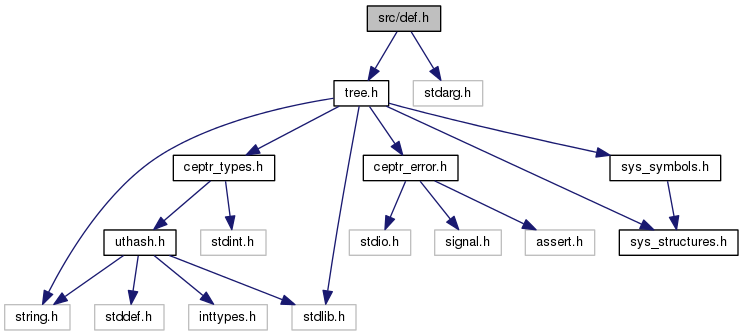 src/def.h
tree.h
stdarg.h
ceptr_types.h
ceptr_error.h
sys_symbols.h
uthash.h
stdint.h
stdio.h
signal.h
assert.h
sys_structures.h
string.h
stddef.h
inttypes.h
stdlib.h